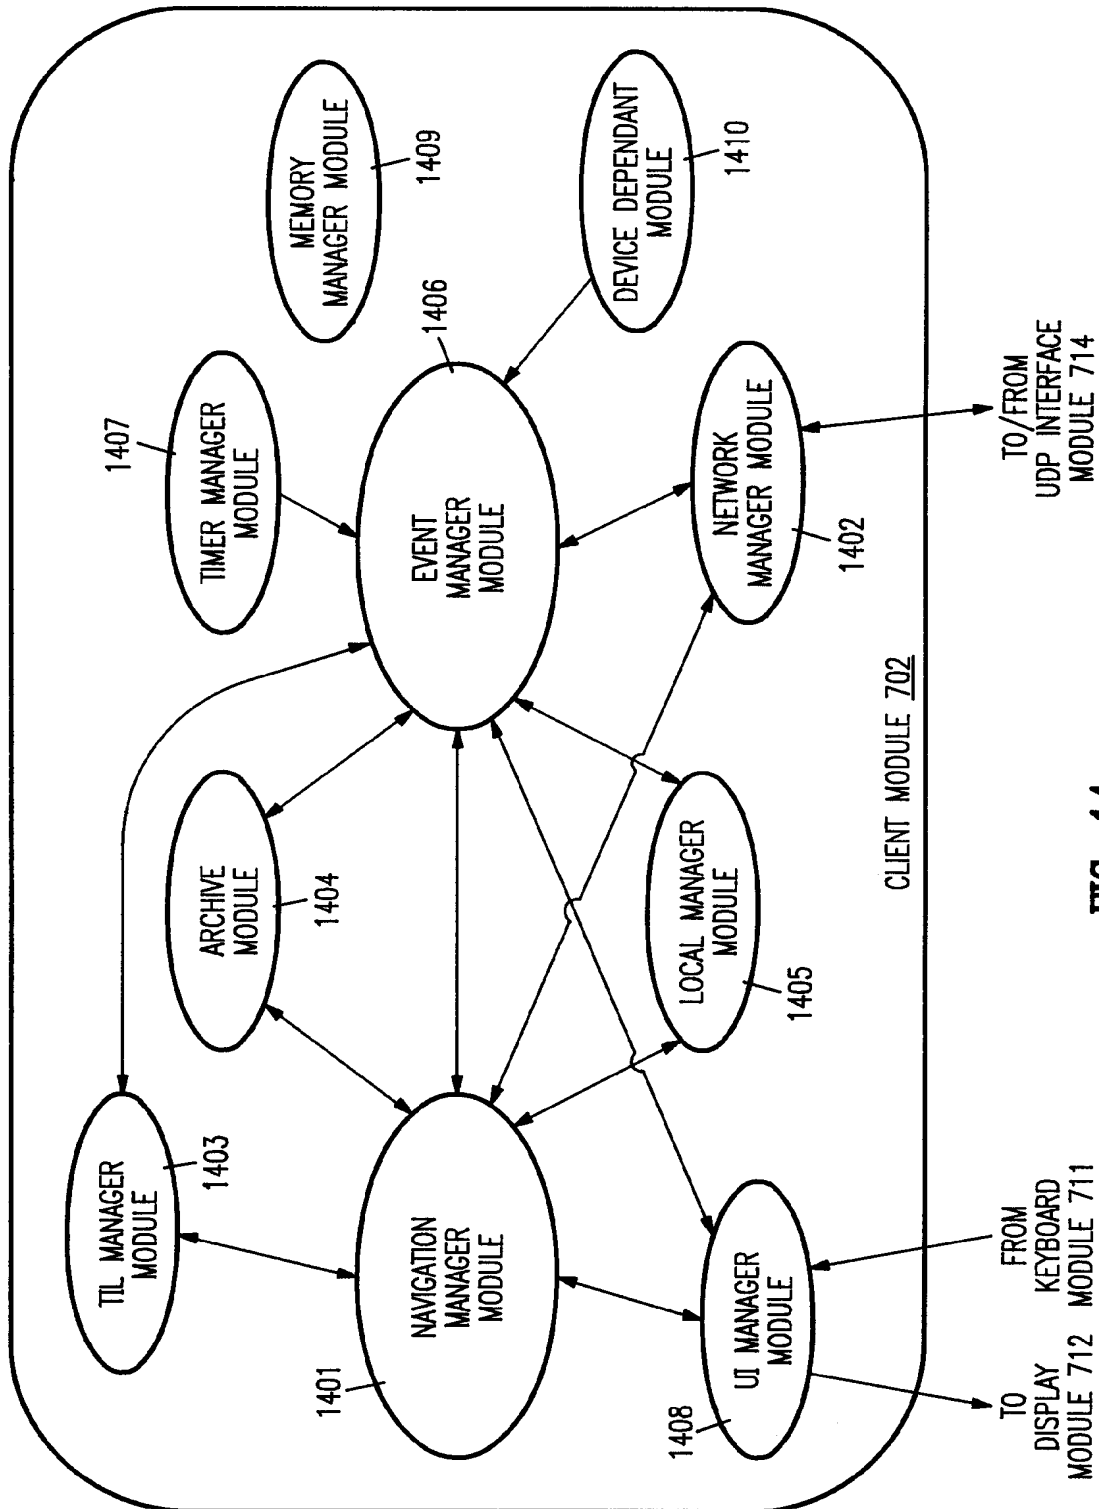 TIL MANAGER
MODULE
1403
ARCHIVE
MODULE
1404
1407
TIMER MANAGER
MODULE
MEMORY
MANAGER MODULE
1409
1401
NAVIGATION
MANAGER
MODULE
EVENT
MANAGER
MODULE
1406
1408
UI MANAGER
MODULE
LOCAL MANAGER
MODULE
1405
NETWORK
MANAGER MODULE
1402
DEVICE DEPENDANT
MODULE
1410
CLIENT MODULE 702
TO
DISPLAY
MODULE 712
FROM
KEYBOARD
MODULE 711
TO/FROM
UDP INTERFACE
MODULE 714